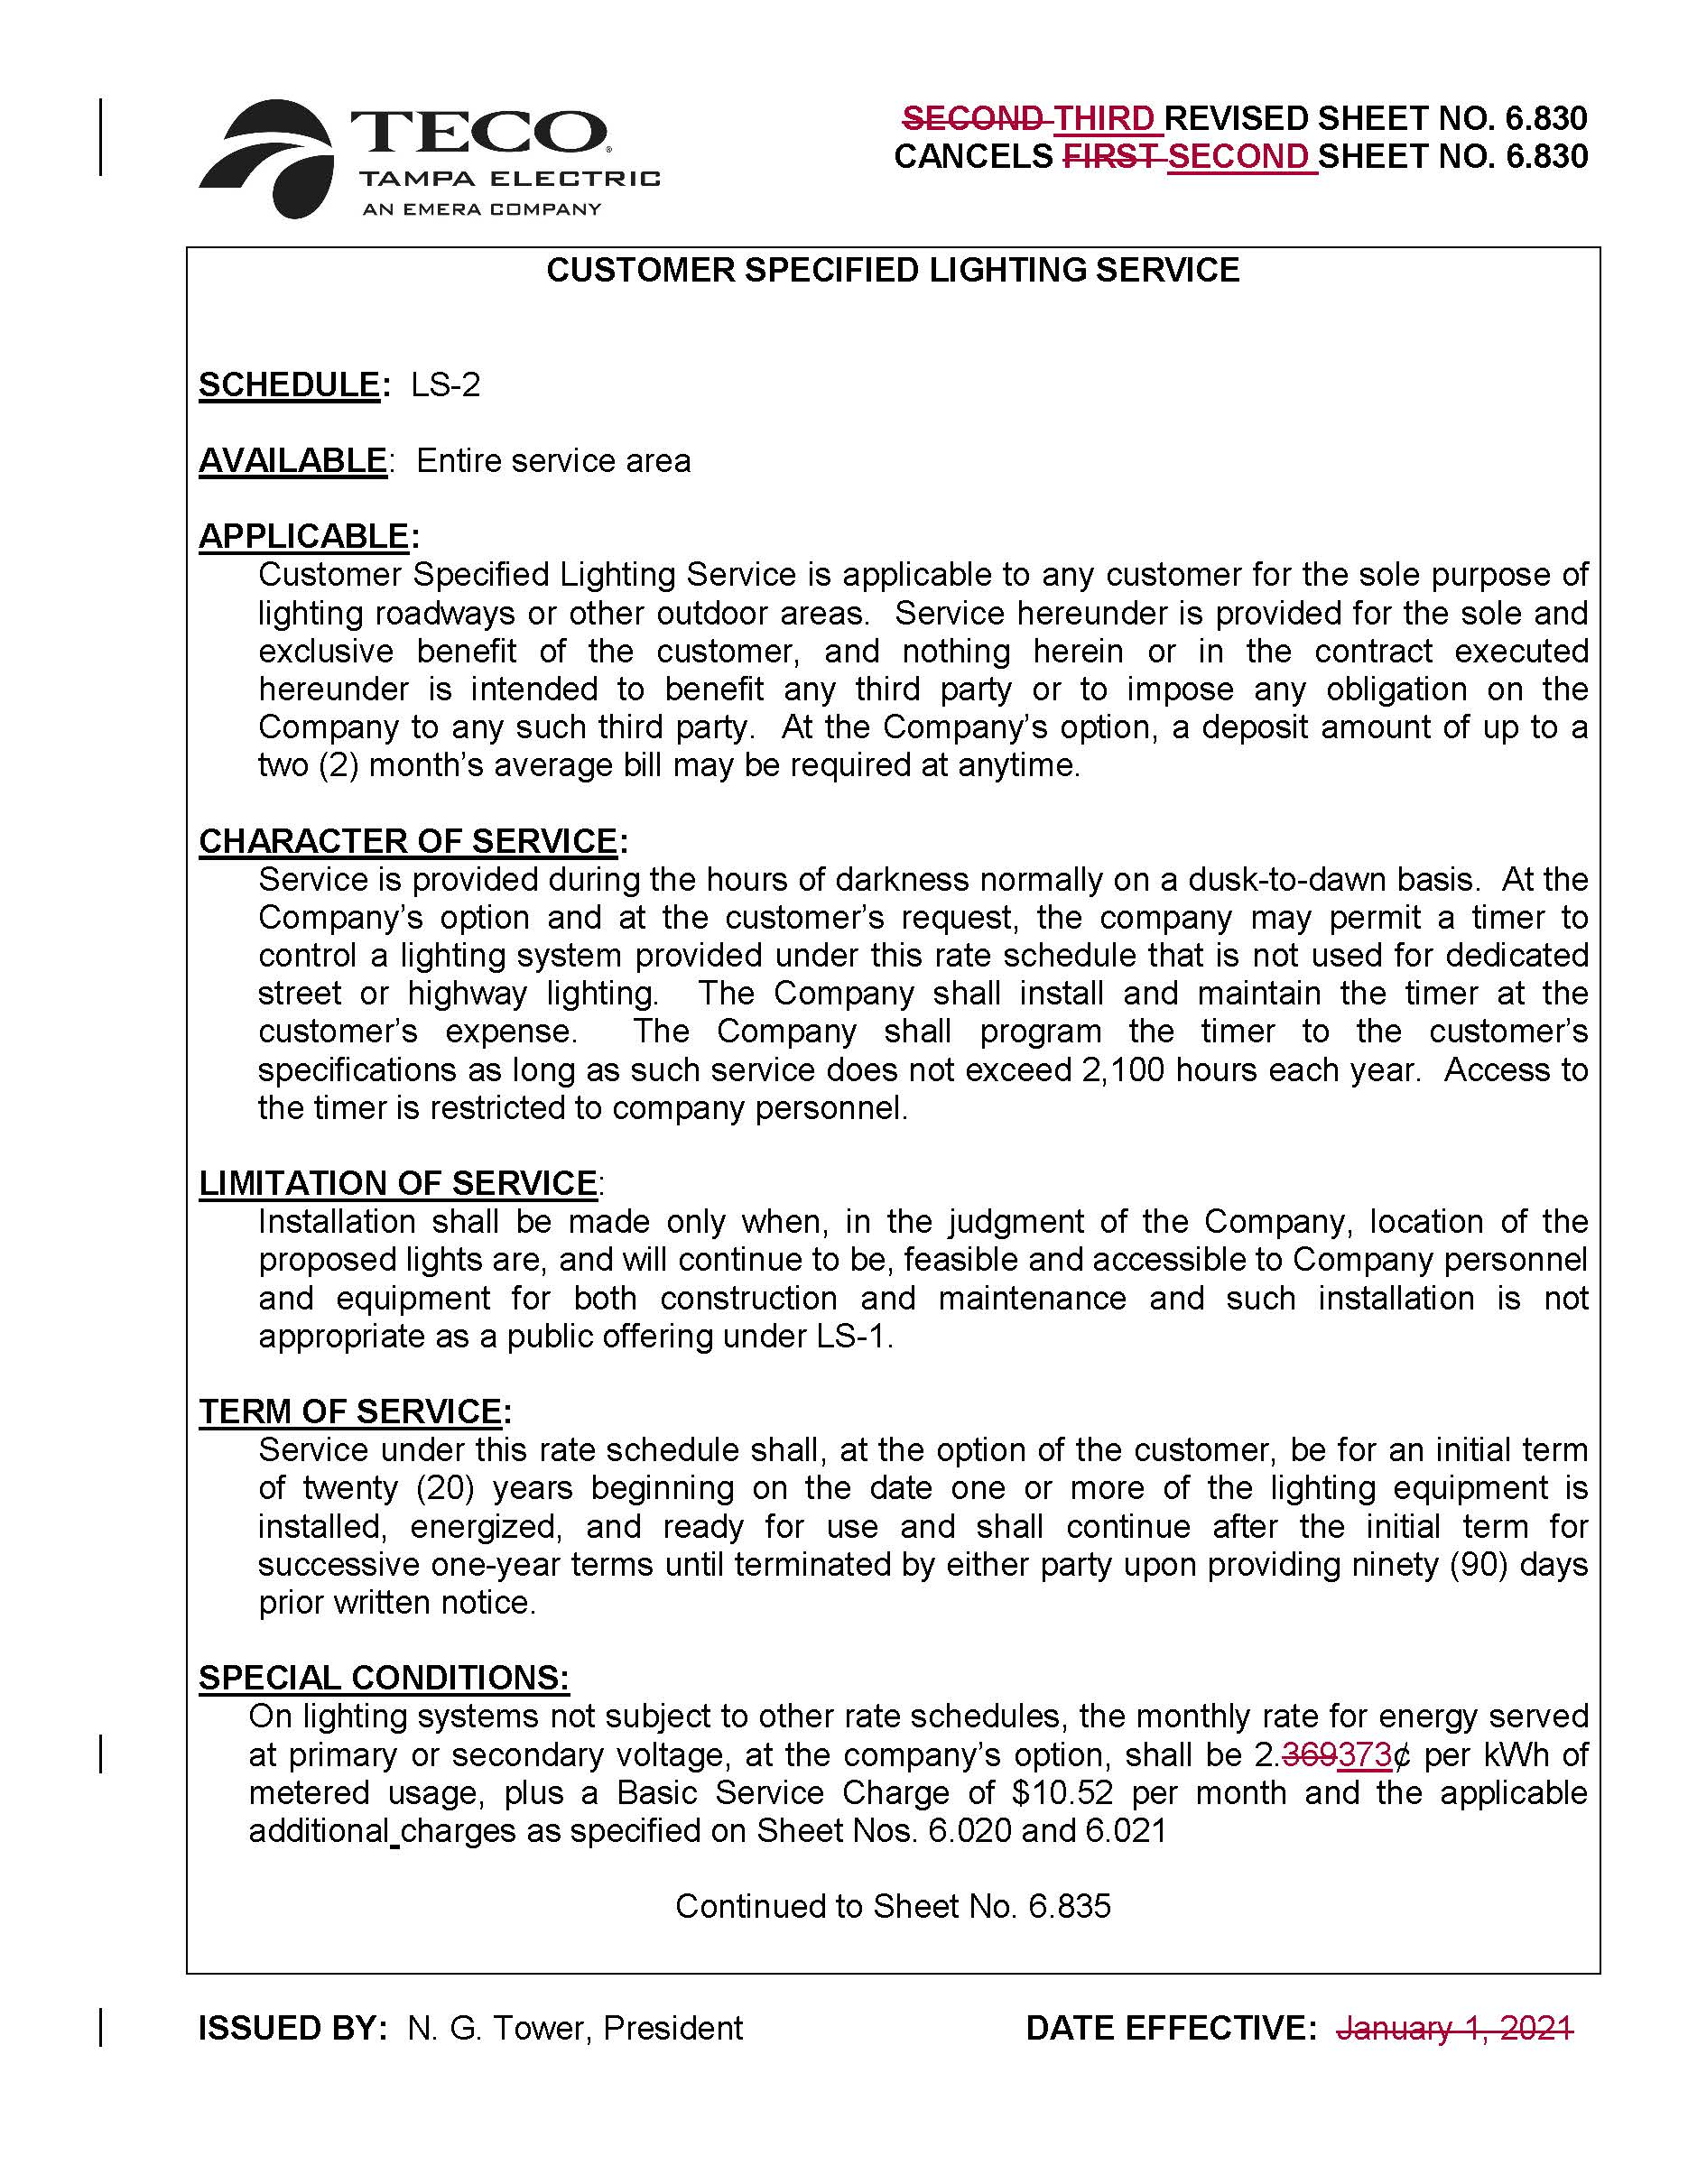 TECO®
TAMPA ELECTRIC
AN EMERA COMPANY
SECOND THIRD REVISED SHEET NO. 6.830
CANCELS FIRST SECOND SHEET NO. 6.830
CUSTOMER SPECIFIED LIGHTING SERVICE
SCHEDULE: LS-2
AVAILABLE: Entire service area
APPLICABLE:
Customer Specified Lighting Service is applicable to any customer for the sole purpose of
lighting roadways or other outdoor areas. Service hereunder is provided for the sole and
exclusive benefit of the customer, and nothing herein or in the contract executed
hereunder is intended to benefit any third party or to impose any obligation on the
Company to any such third party. At the Company's option, a deposit amount of up to a
two (2) month's average bill may be required at anytime.
CHARACTER OF SERVICE:
Service is provided during the hours of darkness normally on a dusk-to-dawn basis. At the
Company's option and at the customer's request, the company may permit a timer to
control a lighting system provided under this rate schedule that is not used for dedicated
street or highway lighting. The Company shall install and maintain the timer at the
customer's expense. The Company shall program the timer to the customer's
specifications as long as such service does not exceed 2,100 hours each year. Access to
the timer is restricted to company personnel.
LIMITATION OF SERVICE:
Installation shall be made only when, in the judgment of the Company, location of the
proposed lights are, and will continue to be, feasible and accessible to Company personnel
and equipment for both construction and maintenance and such installation is not
appropriate as a public offering under LS-1.
TERM OF SERVICE:
Service under this rate schedule shall, at the option of the customer, be for an initial term
of twenty (20) years beginning on the date one or more of the lighting equipment is
installed, energized, and ready for use and shall continue after the initial term for
successive one-year terms until terminated by either party upon providing ninety (90) days
prior written notice.
SPECIAL CONDITIONS:
On lighting systems not subject to other rate schedules, the monthly rate for energy served
at primary or secondary voltage, at the company's option, shall be 2.369373¢ per kWh of
metered usage, plus a Basic Service Charge of $10.52 per month and the applicable
additional charges as specified on Sheet Nos. 6.020 and 6.021
Continued to Sheet No. 6.835
ISSUED BY: N. G. Tower, President
DATE EFFECTIVE: January 1, 2021